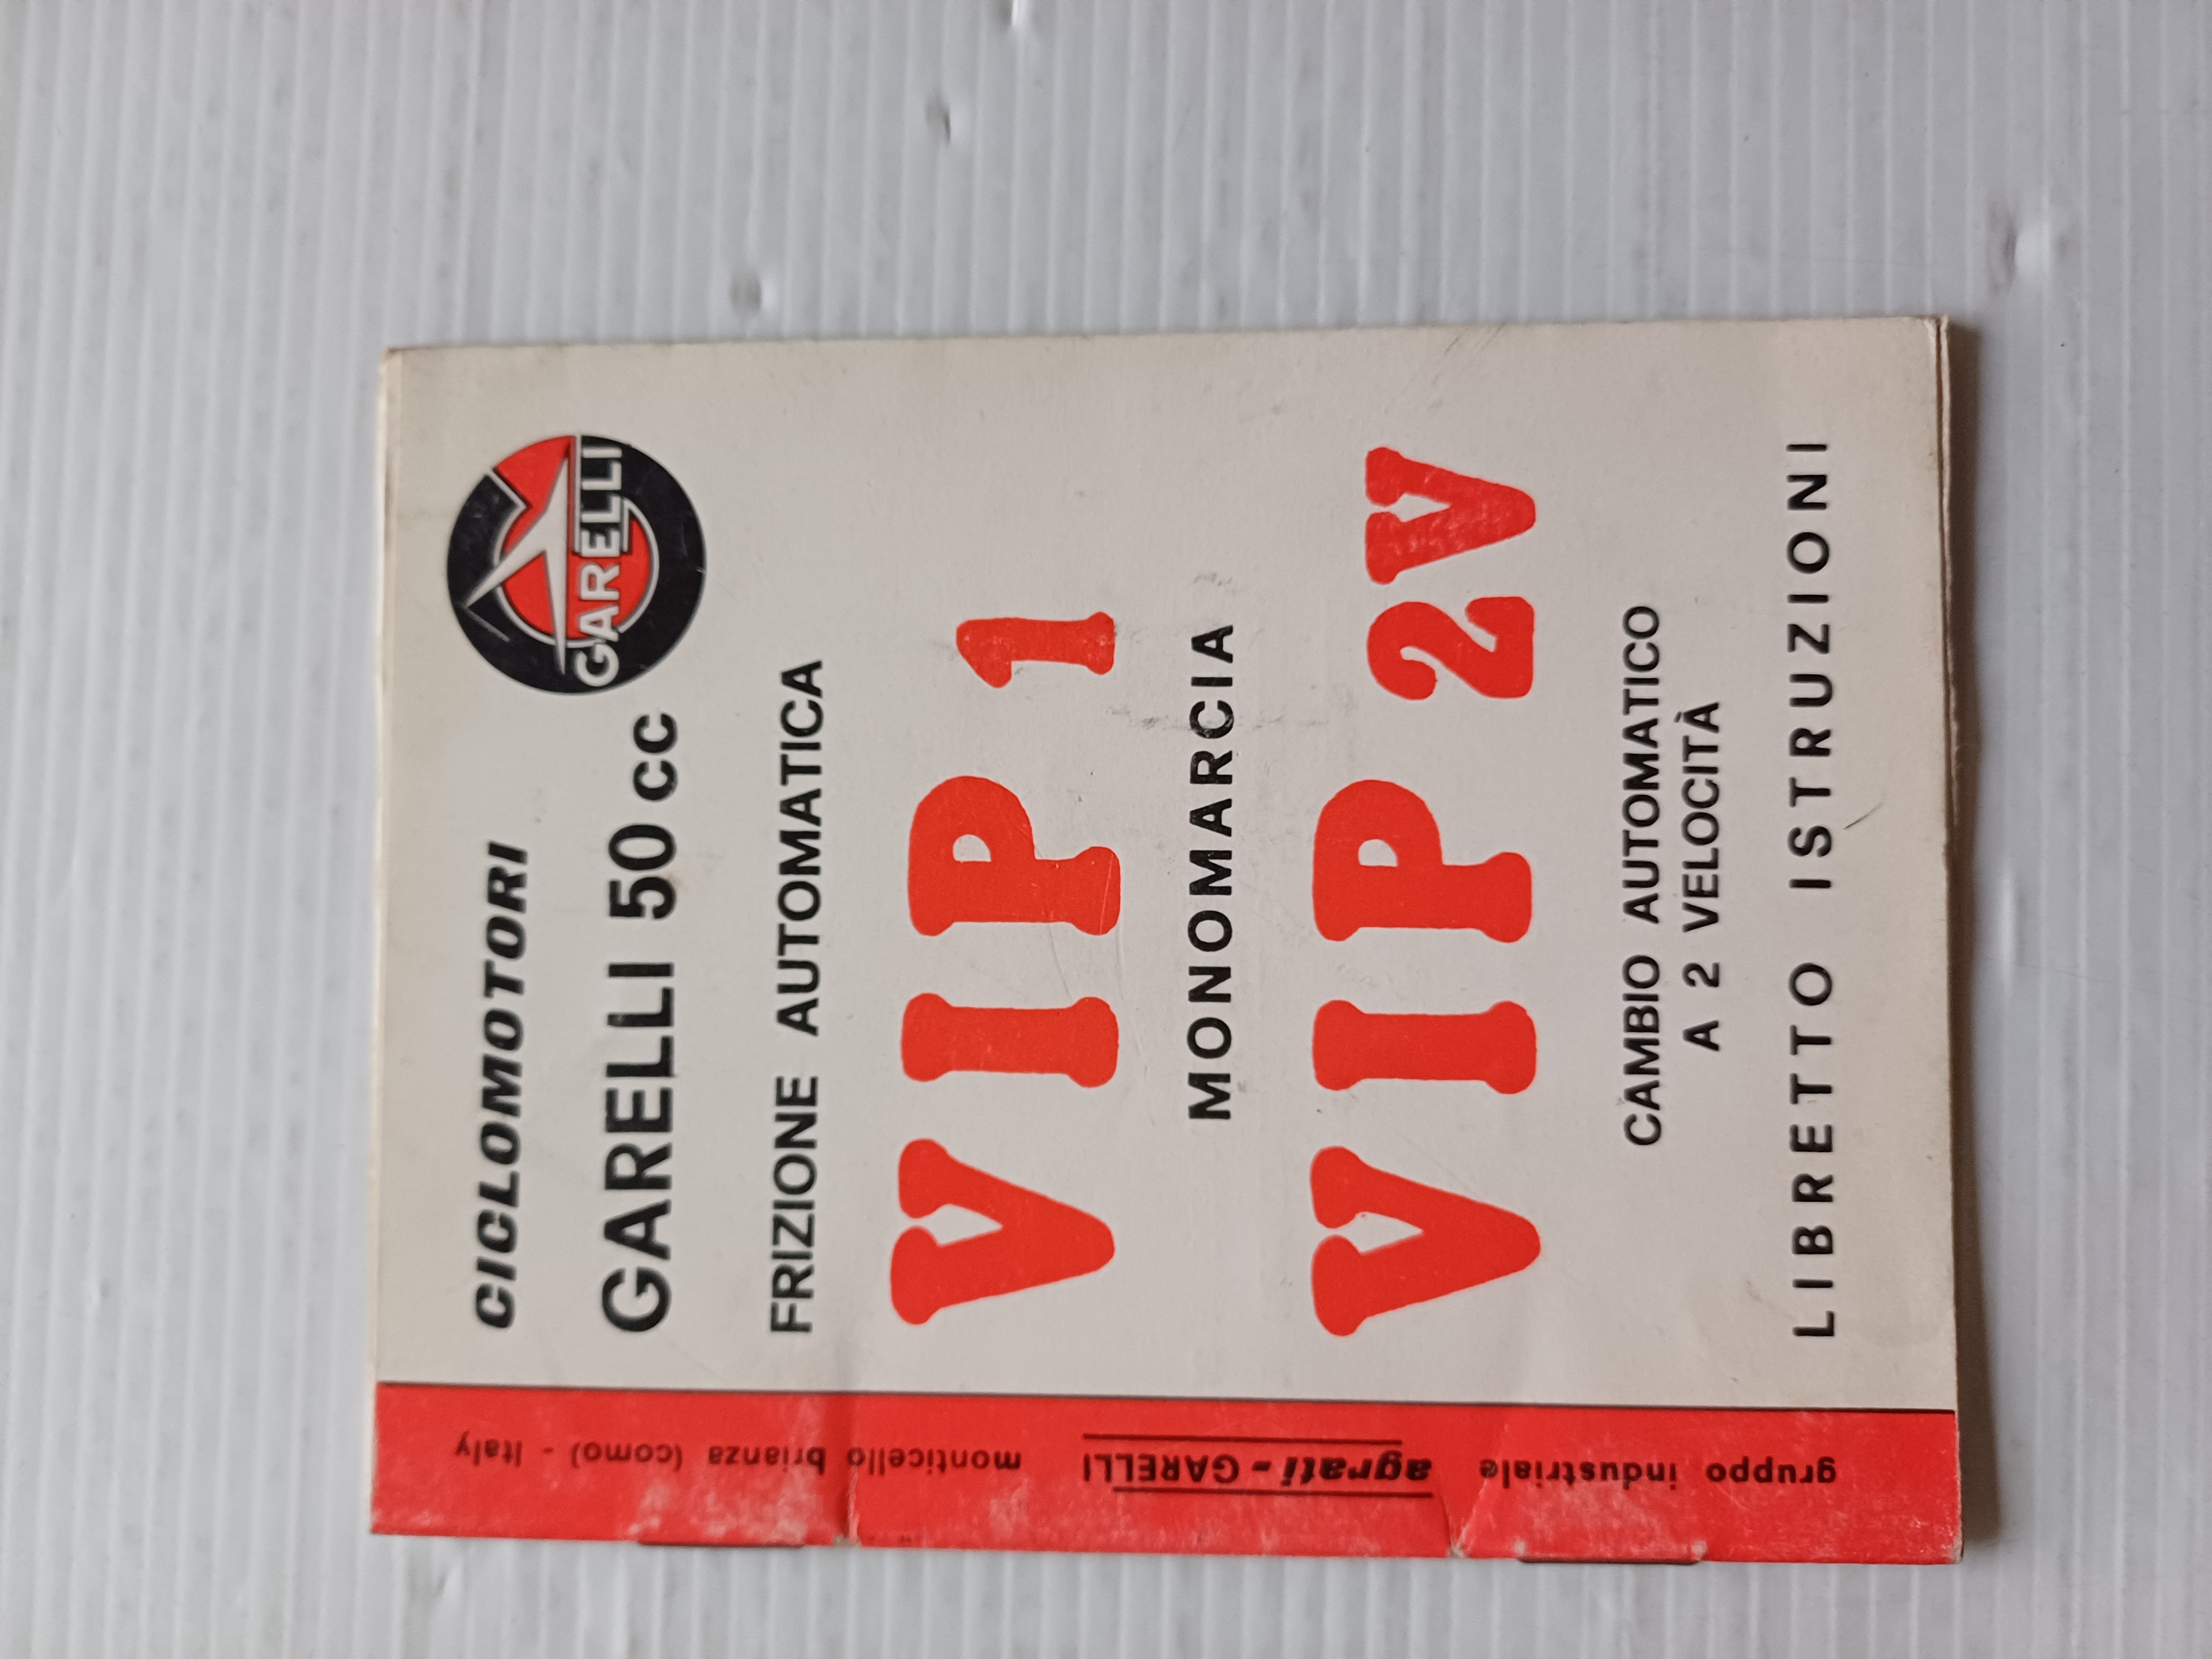 CICLOMOTORI
GARELLI
GARELLI 50 cc
FRIZIONE AUTOMATICA
VIP 1
MONOMARCIA
VIP 2V
CAMBIO AUTOMATICO
A 2 VELOCITÀ
LIBRETTO ISTRUZIONI
gruppo industriale agrati - GARELLI monticello brianza (como) - Italy